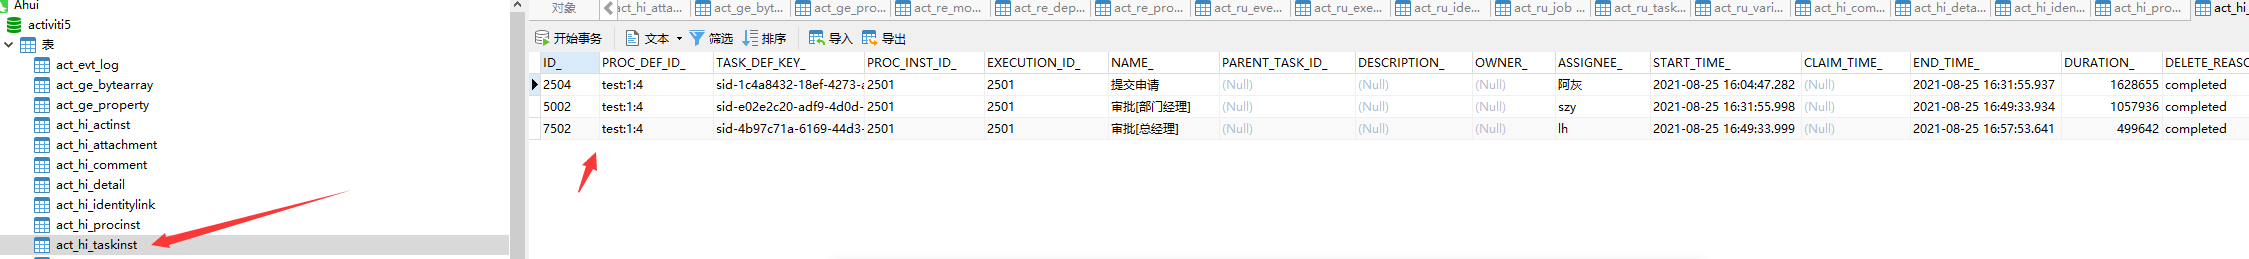 Ahui
activiti5
表
act_evt_log
act_ge_bytearray
act_ge_property
act_hi_actinst
act_hi_attachment
act_hi_comment
act_hi_detail
act_hi_identitylink
act_hi_procinst
act_hi_taskinst
对象 act_hi_atta... act_ge_byt... act_ge_pro... act_re_mo... act_re_dep... act_re_pro... act_ru_eve... act_ru_exe... act_ru_ide... act_ru_job ... act_ru_task... act_ru_vari... act_hi_com... act_hi_deta... act_hi_iden... act_hi_pro... act_hi_
开始事务 文本 筛选 排序 导入 导出
ID_ PROC_DEF_ID_ TASK_DEF_KEY_ PROC_INST_ID_ EXECUTION_ID_ NAME_ PARENT_TASK_ID_ DESCRIPTION_ OWNER_ ASSIGNEE_ START_TIME_ CLAIM_TIME_ END_TIME_ DURATION_ DELETE_REASO
2504 test:1:4 sid-1c4a8432-18ef-4273-a 2501 2501 提交申请 (Null) (Null) (Null) 阿灰 2021-08-25 16:04:47.282 (Null) 2021-08-25 16:31:55.937 1628655 completed
5002 test:1:4 sid-e02e2c20-adf9-4d0d- 2501 2501 审批[部门经理] (Null) (Null) (Null) szy 2021-08-25 16:31:55.998 (Null) 2021-08-25 16:49:33.934 1057936 completed
7502 test:1:4 sid-4b97c71a-6169-44d3- 2501 2501 审批[总经理] (Null) (Null) (Null) lh 2021-08-25 16:49:33.999 (Null) 2021-08-25 16:57:53.641 499642 completed